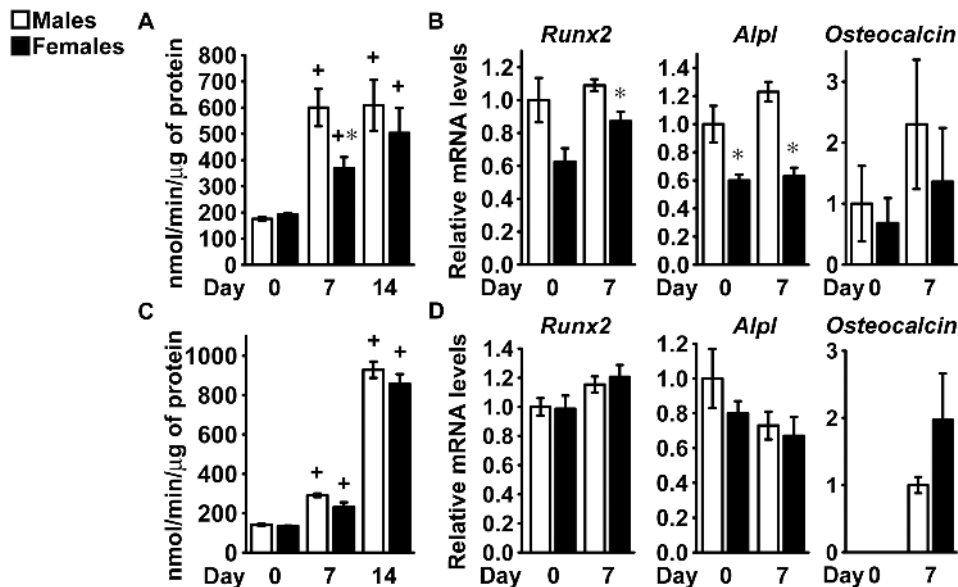 Males
Females
A
nmol/min/µg of protein
800
700
600
500
400
300
200
100
0
+
+*
+
+
Day 0 7 14
B
Relative mRNA levels
Runx2
1.2
1.0
0.8
0.6
0.4
0.2
0.0
*
Day 0 7
Alpl
1.4
1.2
1.0
0.8
0.6
0.4
0.2
0.0
*
*
Day 0 7
Osteocalcin
3
2
1
0
Day 0 7
C
nmol/min/µg of protein
1000
800
600
400
200
0
+
+
+
+
Day 0 7 14
D
Relative mRNA levels
Runx2
1.4
1.2
1.0
0.8
0.6
0.4
0.2
0.0
Day 0 7
Alpl
1.2
1.0
0.8
0.6
0.4
0.2
0.0
Day 0 7
Osteocalcin
3
2
1
0
Day 0 7